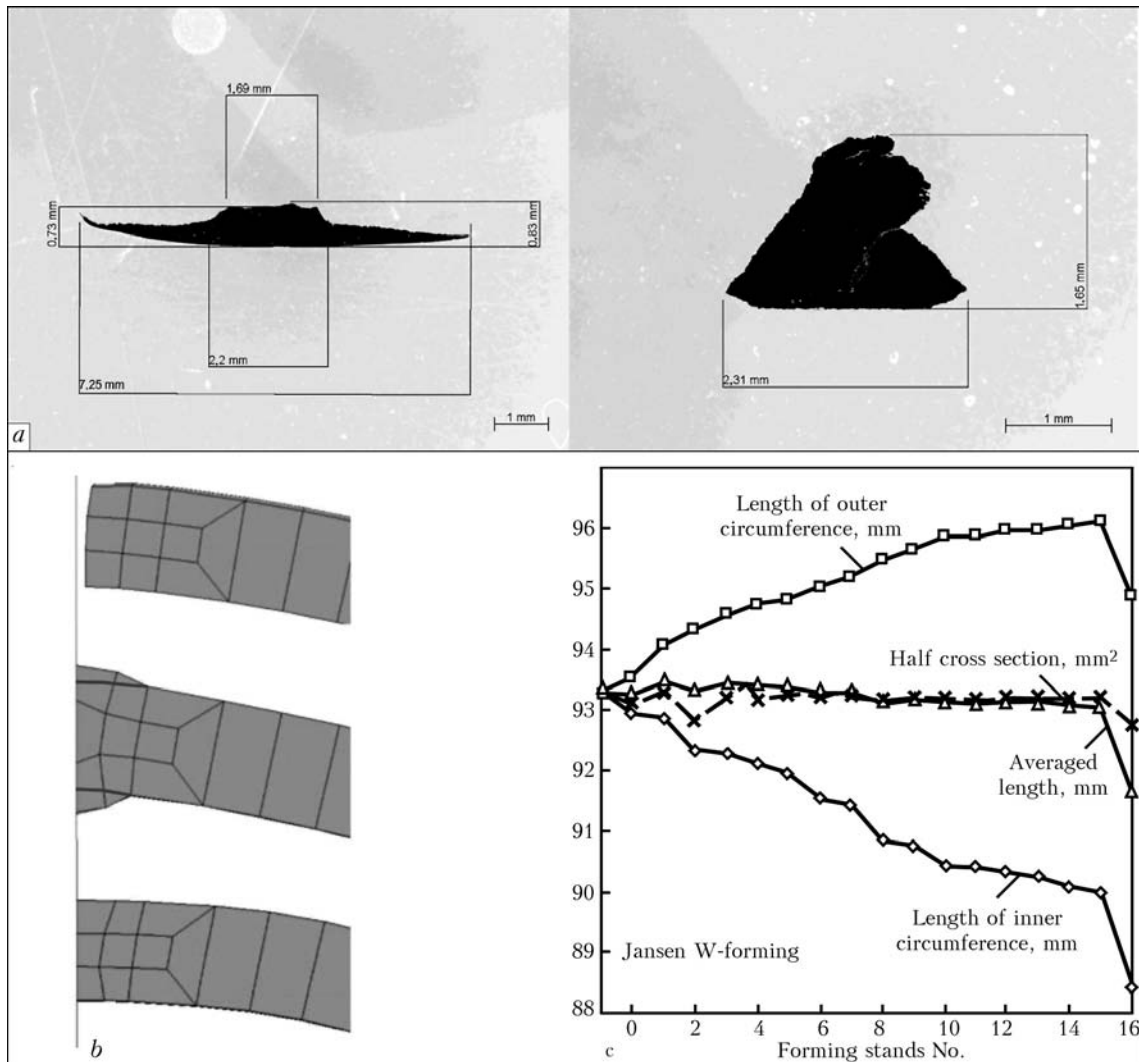 1,69 mm
0,73 mm
0,83 mm
2,2 mm
7,25 mm
1 mm
a
1,65 mm
2,31 mm
1 mm
b
96
95
94
93
92
91
90
89
88
Length of outer
circumference, mm
Half cross section, mm²
Averaged
length, mm
Length of inner
circumference, mm
Jansen W-forming
0 2 4 6 8 10 12 14 16
c
Forming stands No.